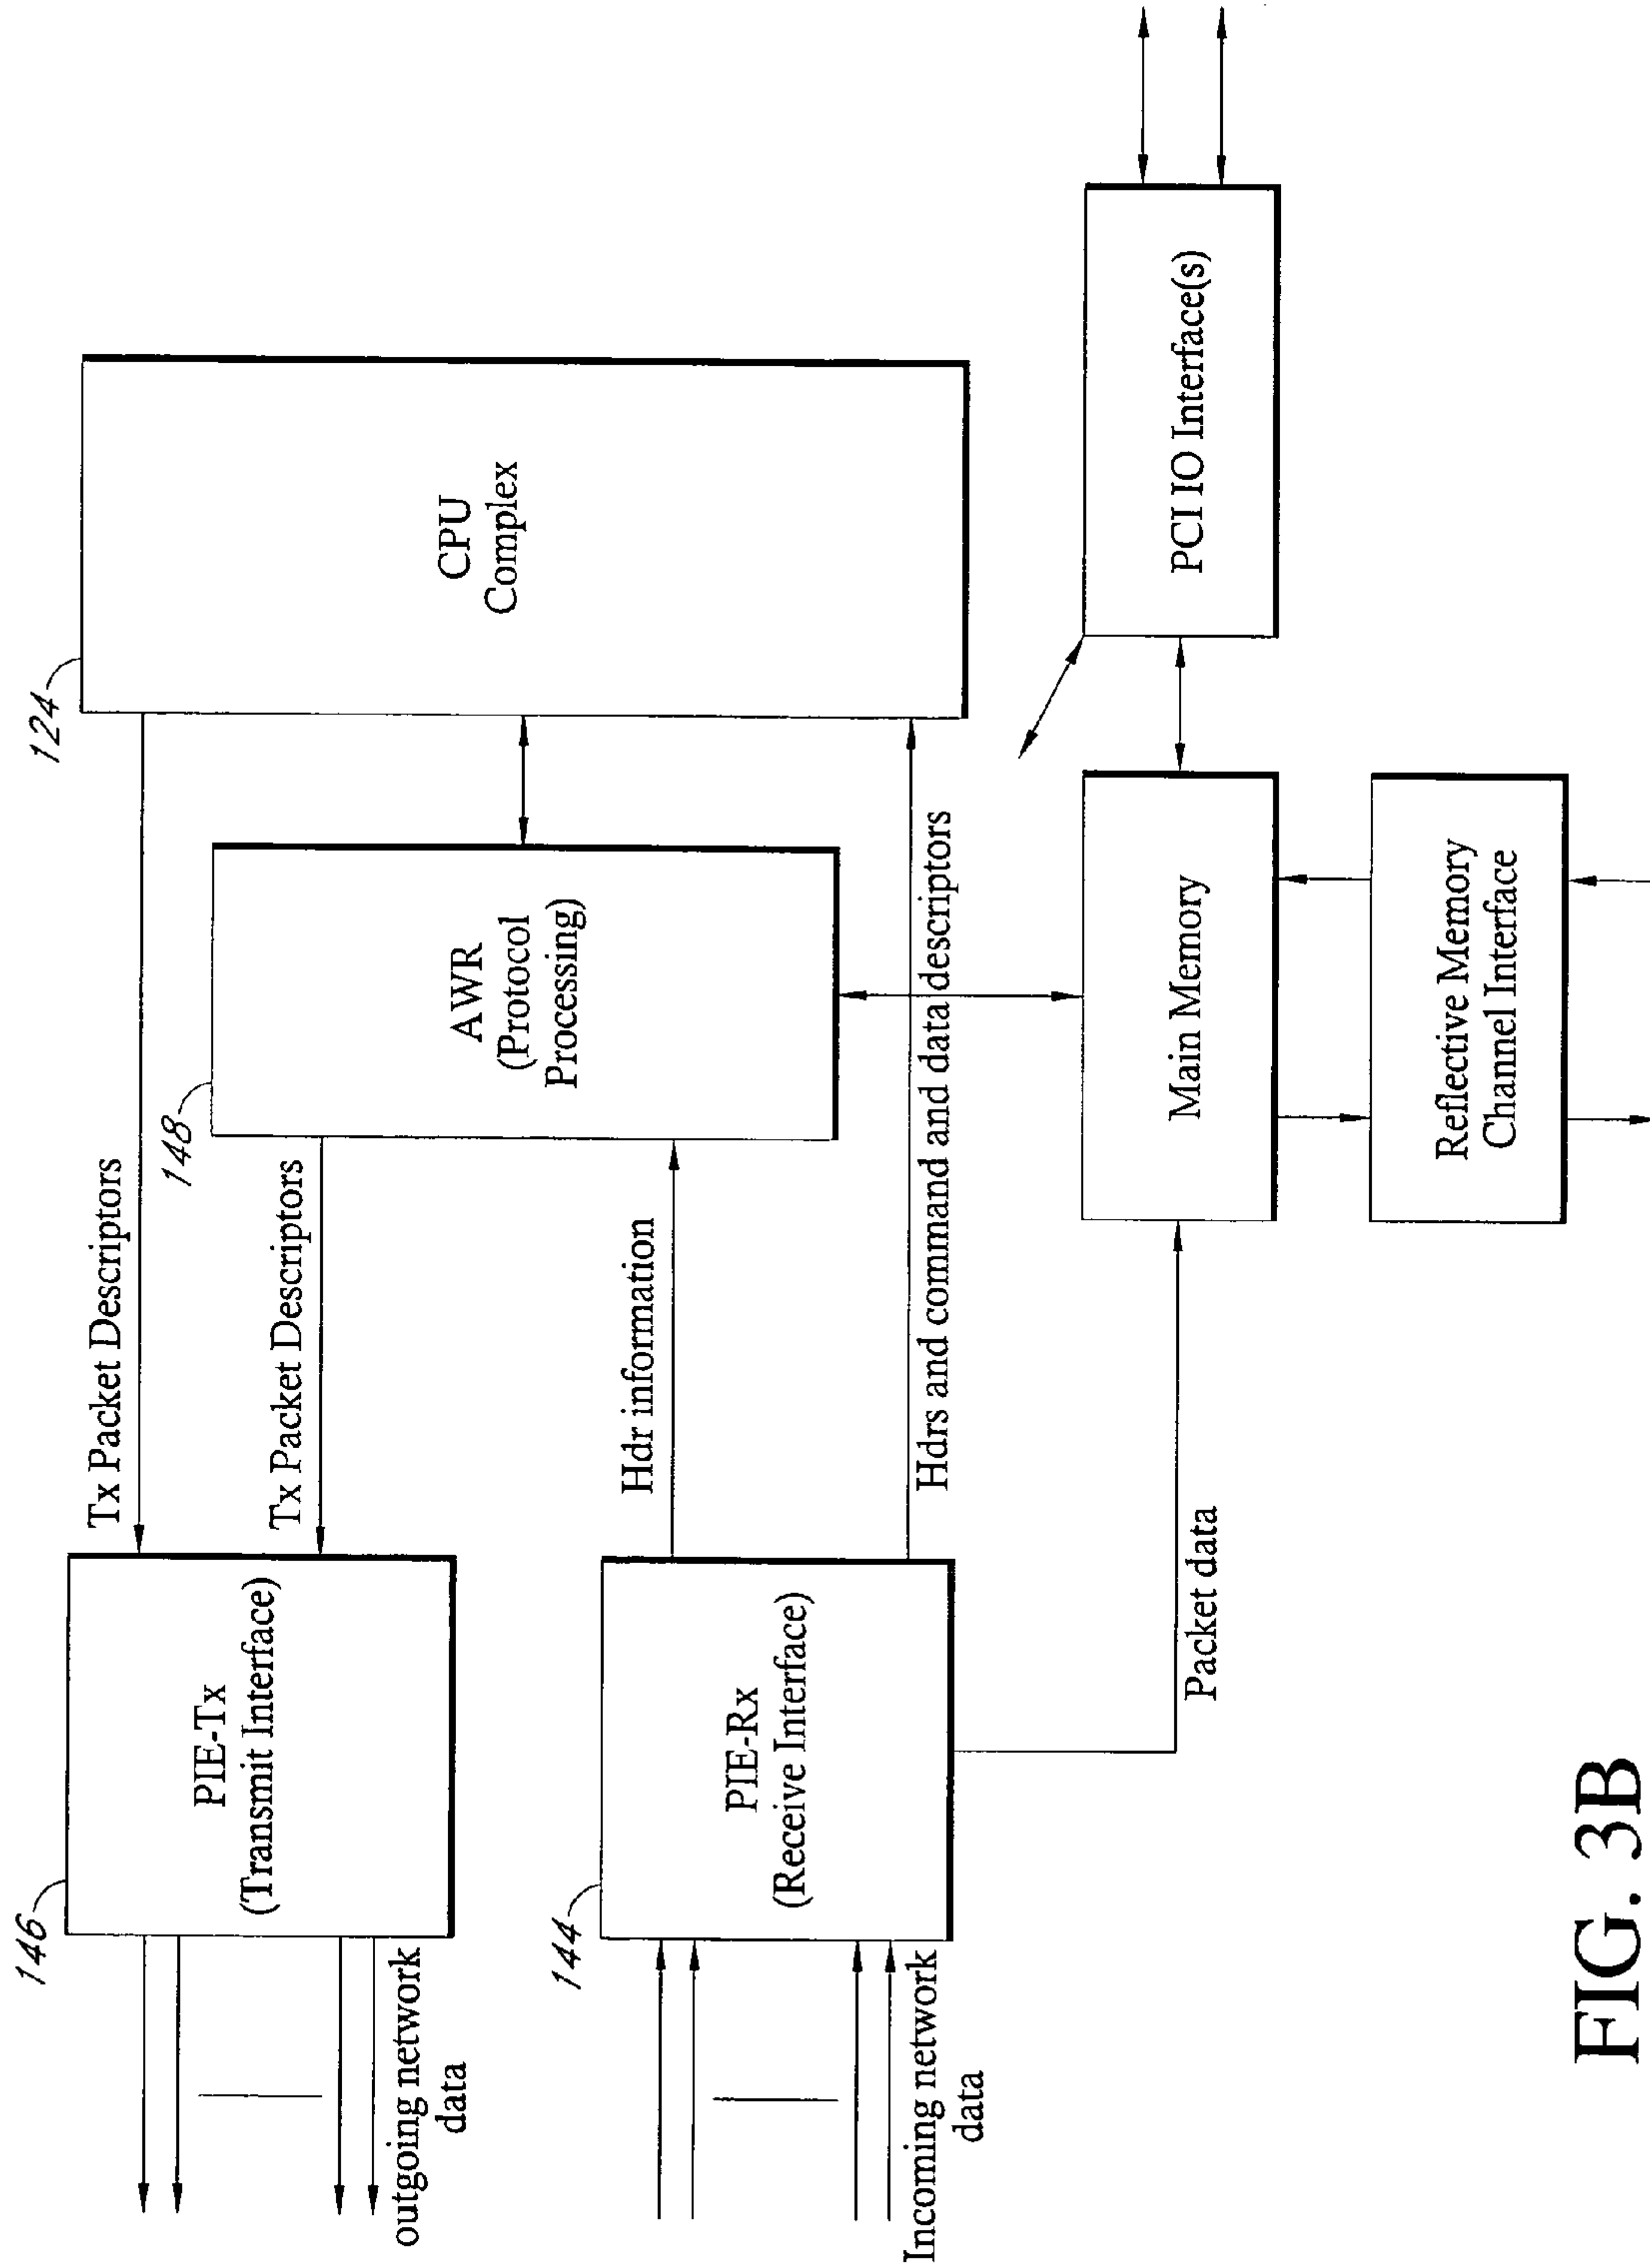 146
PIE-Tx
(Transmit Interface)
outgoing network
data
Tx Packet Descriptors
Tx Packet Descriptors
124
CPU
Complex
148
AWR
(Protocol
Processing)
144
PIE-Rx
(Receive Interface)
Incoming network
data
Hdr information
Hdrs and command and data descriptors
Packet data
Main Memory
PCI IO Interface(s)
Reflective Memory
Channel Interface
FIG. 3B